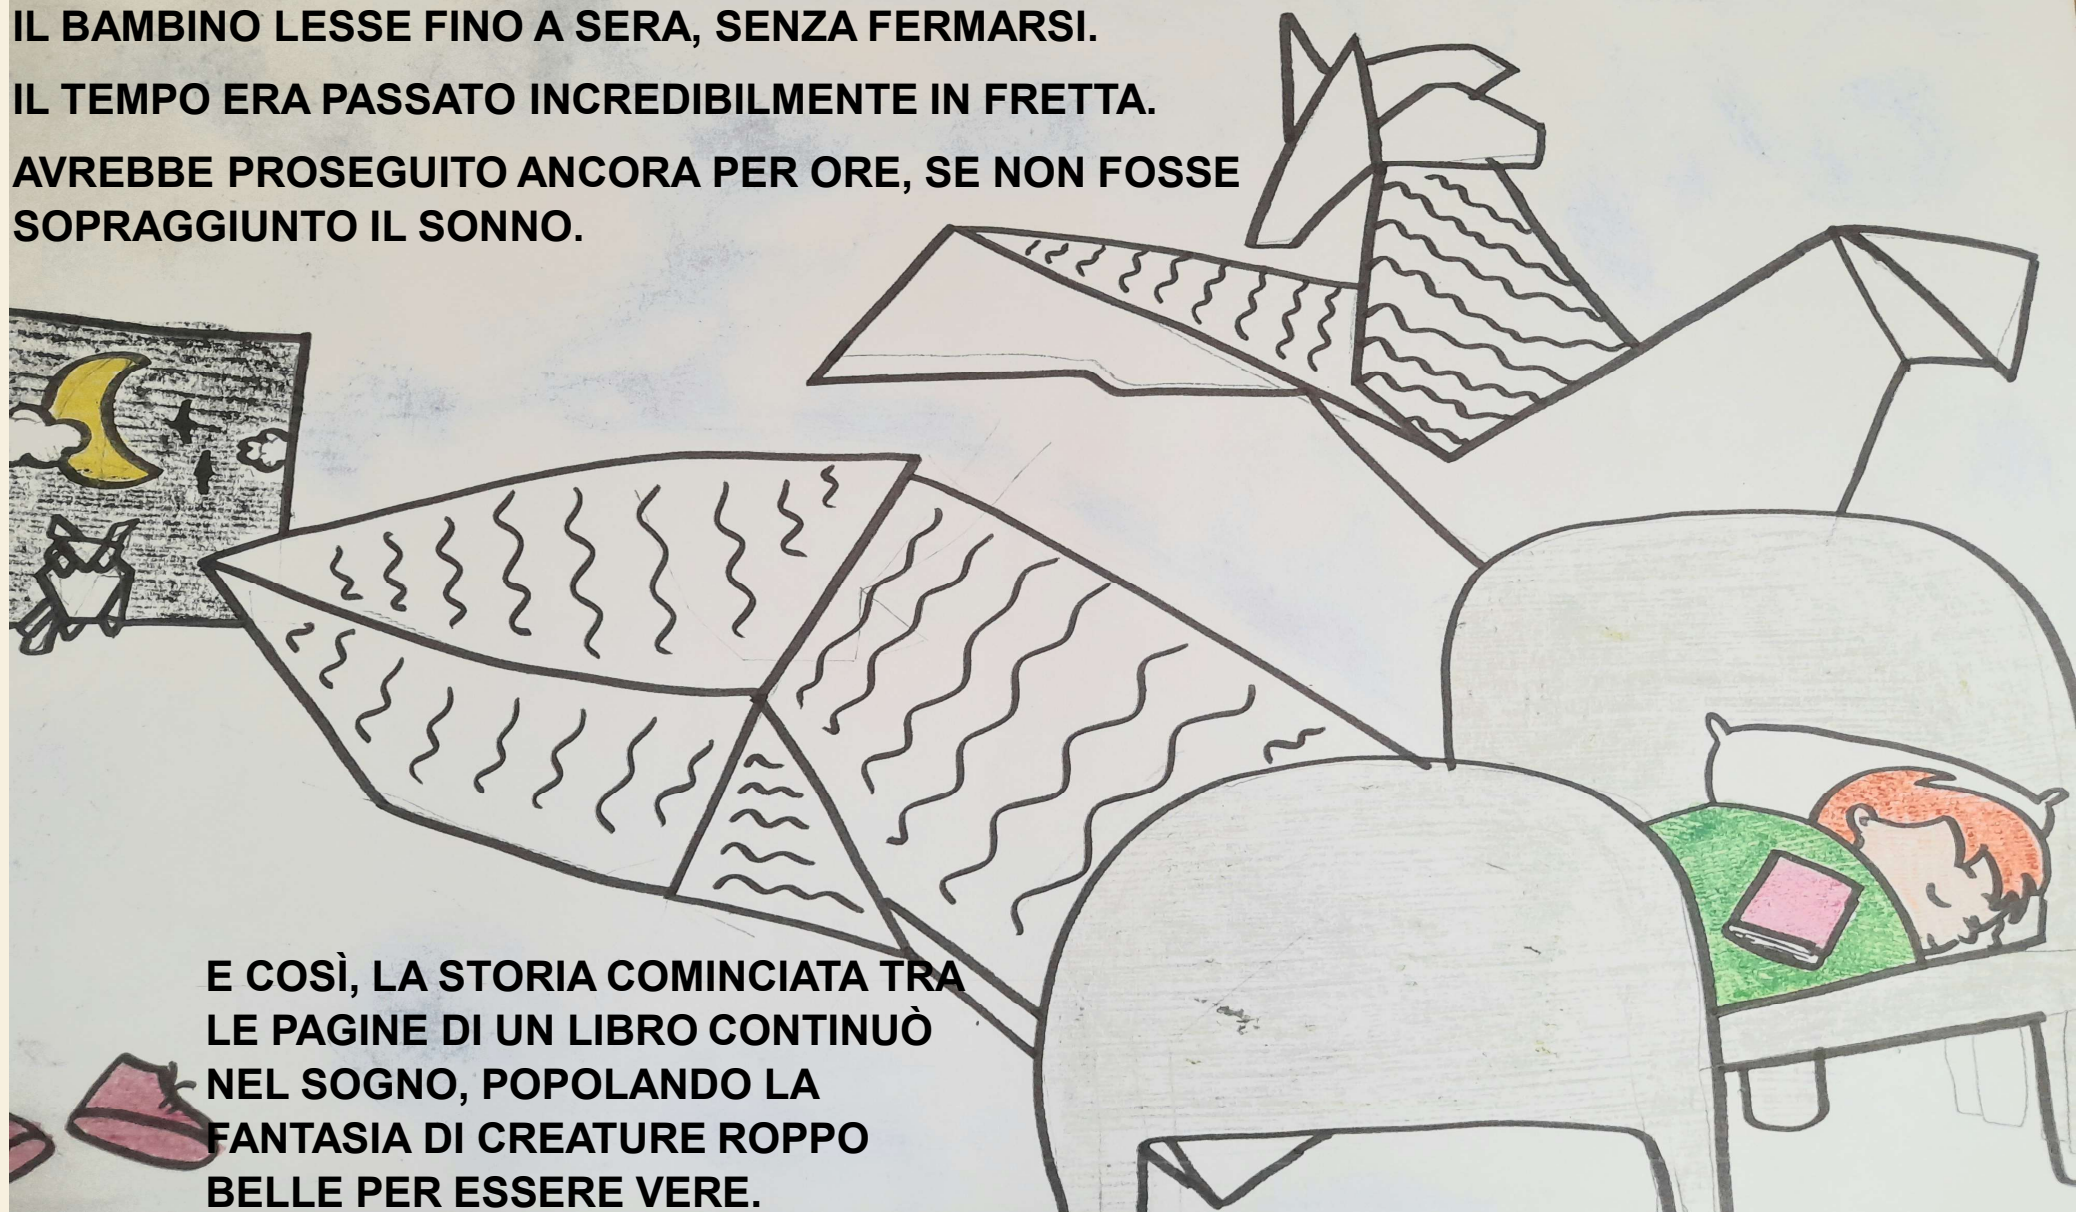 IL BAMBINO LESSE FINO A SERA, SENZA FERMARSI.
IL TEMPO ERA PASSATO INCREDIBILMENTE IN FRETTA.
AVREBBE PROSEGUITO ANCORA PER ORE, SE NON FOSSE
SOPRAGGIUNTO IL SONNO.
E COSÌ, LA STORIA COMINCIATA TRA
LE PAGINE DI UN LIBRO CONTINUÒ
NEL SOGNO, POPOLANDO LA
FANTASIA DI CREATURE ROPPO
BELLE PER ESSERE VERE.